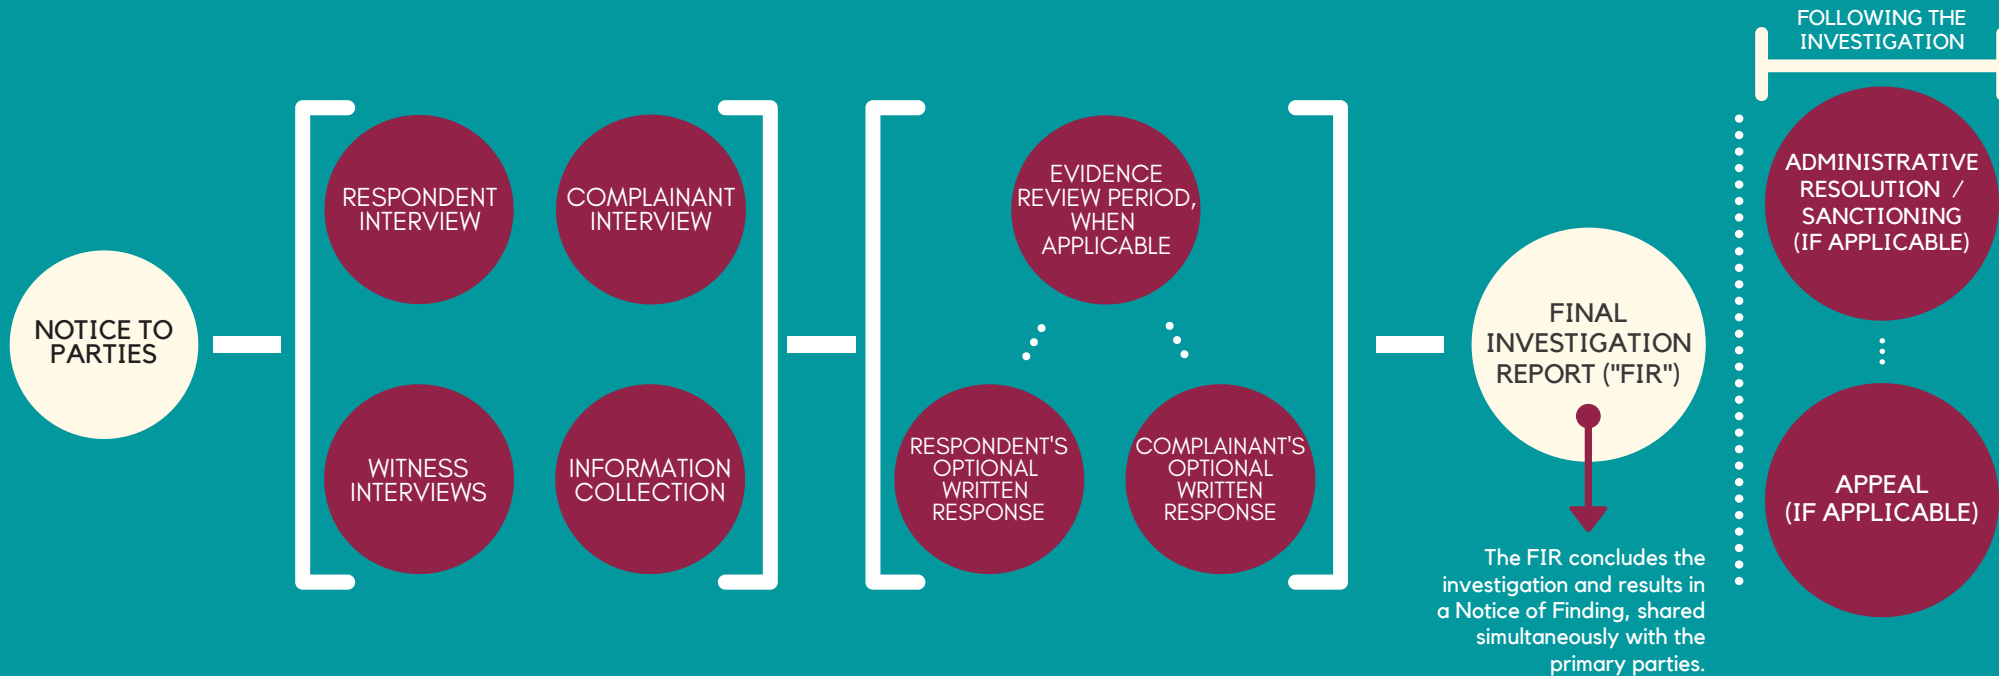 NOTICE TO
PARTIES
RESPONDENT
INTERVIEW
COMPLAINANT
INTERVIEW
WITNESS
INTERVIEWS
INFORMATION
COLLECTION
EVIDENCE
REVIEW PERIOD,
WHEN
APPLICABLE
RESPONDENT'S
OPTIONAL
WRITTEN
RESPONSE
COMPLAINANT'S
OPTIONAL
WRITTEN
RESPONSE
FINAL
INVESTIGATION
REPORT ("FIR")
The FIR concludes the
investigation and results in
a Notice of Finding, shared
simultaneously with the
primary parties.
FOLLOWING THE
INVESTIGATION
ADMINISTRATIVE
RESOLUTION /
SANCTIONING
(IF APPLICABLE)
APPEAL
(IF APPLICABLE)